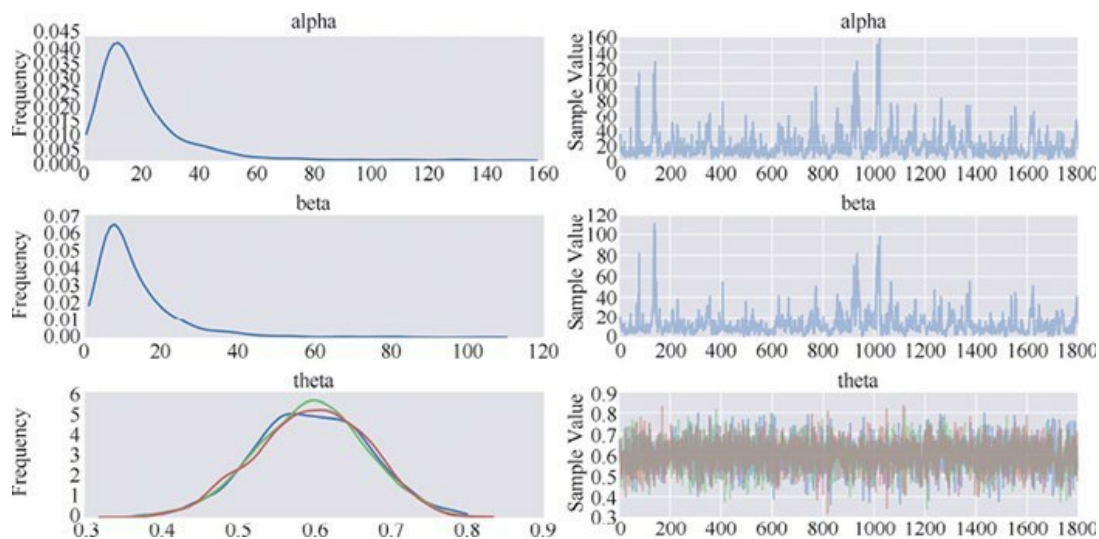 alpha
Frequency
0.045
0.040
0.035
0.030
0.025
0.020
0.015
0.010
0.005
0.000
0 20 40 60 80 100 120 140 160
alpha
Sample Value
160
140
120
100
80
60
40
20
0
0 200 400 600 800 1000 1200 1400 1600 1800
beta
Frequency
0.07
0.06
0.05
0.04
0.03
0.02
0.01
0.00
0 20 40 60 80 100 120
beta
Sample Value
120
100
80
60
40
20
0
0 200 400 600 800 1000 1200 1400 1600 1800
theta
Frequency
6
5
4
3
2
1
0
0.3 0.4 0.5 0.6 0.7 0.8 0.9
theta
Sample Value
0.9
0.8
0.7
0.6
0.5
0.4
0.3
0 200 400 600 800 1000 1200 1400 1600 1800